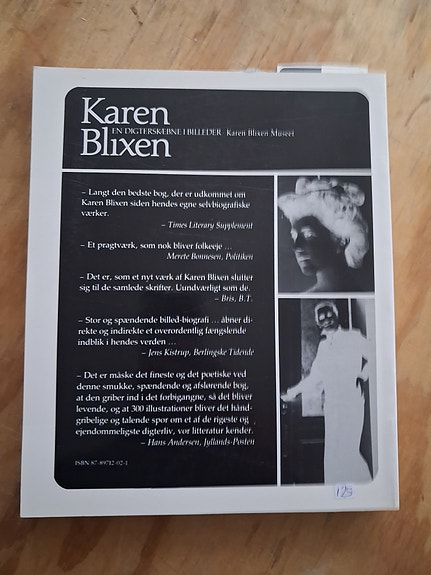 Karen
EN DIGTERSKÆBNE I BILLEDER Karen Blixen Museet
Blixen
– Langt den bedste bog, der er udkommet om
Karen Blixen siden hendes egne selvbiografiske
værker.
– Times Literary Supplement
– Et pragtværk, som nok bliver folkeeje ...
Merete Bonnesen, Politiken
– Det er, som et nyt værk af Karen Blixen slutter
sig til de samlede skrifter. Uundværligt som de.
– Bris, B.T.
– Stor og spændende billed-biografi ... åbner di-
rekte og indirekte et overordentlig fængslende
indblik i hendes verden ...
– Jens Kistrup, Berlingske Tidende
– Det er måske det fineste og det poetiske ved
denne smukke, spændende og afslørende bog,
at den griber ind i det forbigangne, så det bliver
levende, og at 300 illustrationer bliver det hånd-
gribelige og talende spor om et af de rigeste og
ejendommeligste digterliv, vor litteratur kender.
– Hans Andersen, Jyllands-Posten
ISBN 87-89712-02-1
125